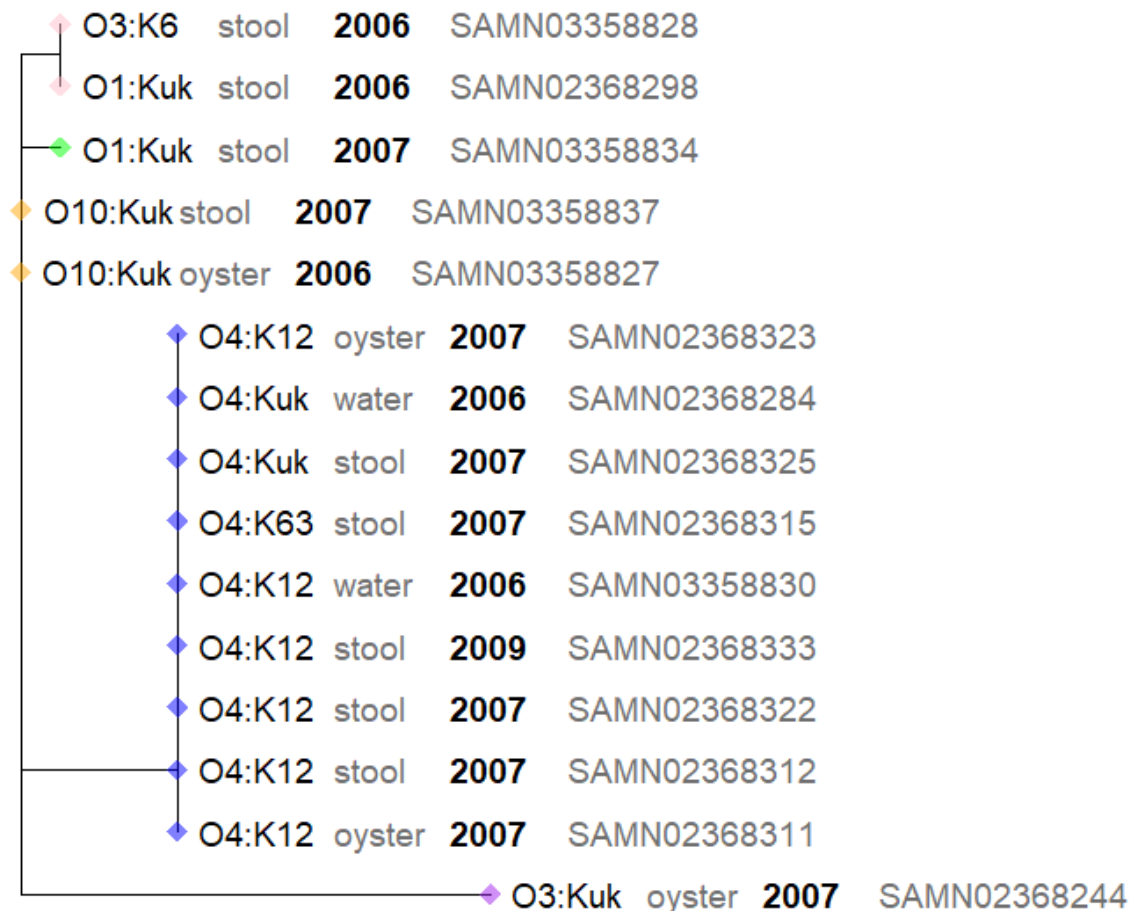 O3:K6 stool 2006 SAMN03358828
O1:Kuk stool 2006 SAMN02368298
O1:Kuk stool 2007 SAMN03358834
O10:Kuk stool 2007 SAMN03358837
O10:Kuk oyster 2006 SAMN03358827
O4:K12 oyster 2007 SAMN02368323
O4:Kuk water 2006 SAMN02368284
O4:Kuk stool 2007 SAMN02368325
O4:K63 stool 2007 SAMN02368315
O4:K12 water 2006 SAMN03358830
O4:K12 stool 2009 SAMN02368333
O4:K12 stool 2007 SAMN02368322
O4:K12 stool 2007 SAMN02368312
O4:K12 oyster 2007 SAMN02368311
O3:Kuk oyster 2007 SAMN02368244